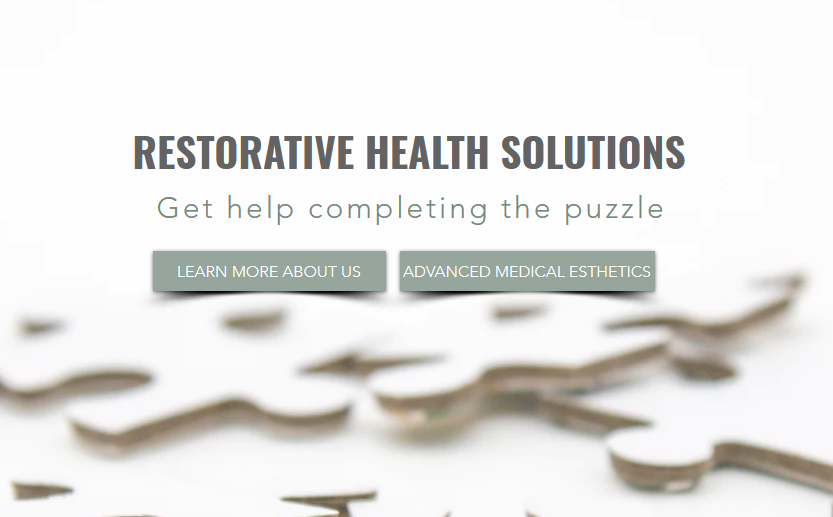 RESTORATIVE HEALTH SOLUTIONS
Get help completing the puzzle
LEARN MORE ABOUT US
ADVANCED MEDICAL ESTHETICS